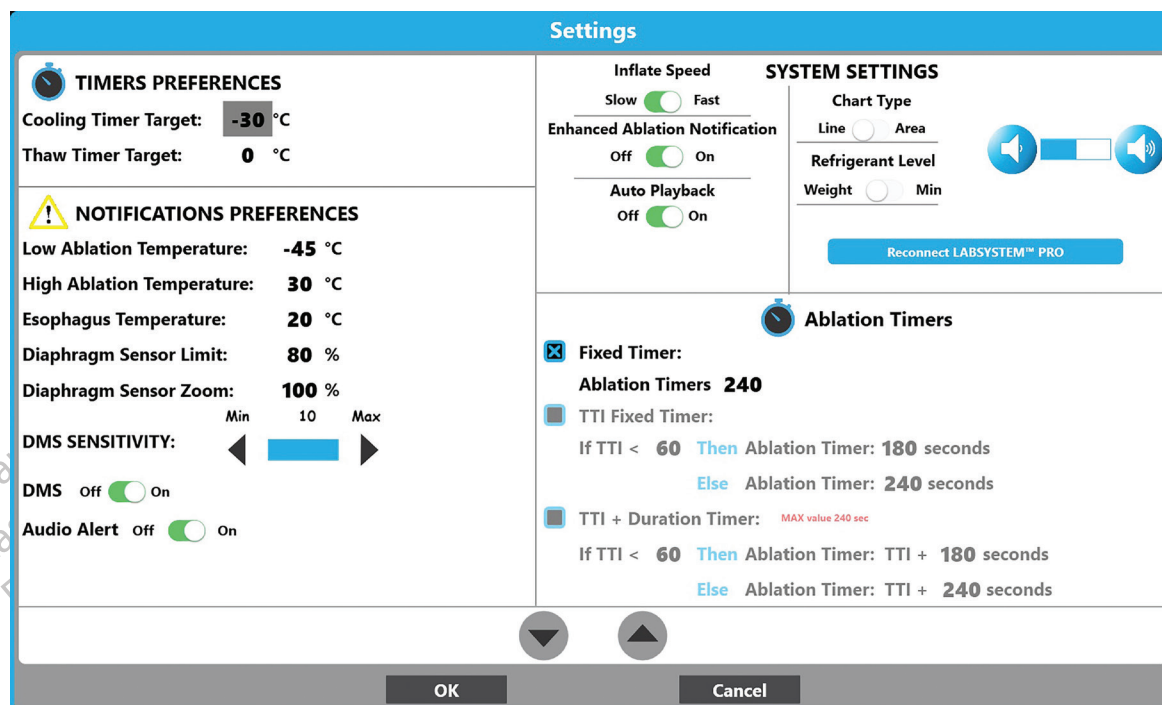 Settings
TIMERS PREFERENCES
Cooling Timer Target: -30 °C
Thaw Timer Target: 0 °C
NOTIFICATIONS PREFERENCES
Low Ablation Temperature: -45 °C
High Ablation Temperature: 30 °C
Esophagus Temperature: 20 °C
Diaphragm Sensor Limit: 80 %
Diaphragm Sensor Zoom: 100 %
Min 10 Max
DMS SENSITIVITY:
DMS Off On
Audio Alert Off On
SYSTEM SETTINGS
Inflate Speed
Slow Fast
Enhanced Ablation Notification
Off On
Auto Playback
Off On
Chart Type
Line Area
Refrigerant Level
Weight Min
Reconnect LABSYSTEM™ PRO
Ablation Timers
Fixed Timer:
Ablation Timers 240
TTI Fixed Timer:
If TTI < 60 Then Ablation Timer: 180 seconds
Else Ablation Timer: 240 seconds
TTI + Duration Timer: MAX value 240 sec
If TTI < 60 Then Ablation Timer: TTI + 180 seconds
Else Ablation Timer: TTI + 240 seconds
OK Cancel